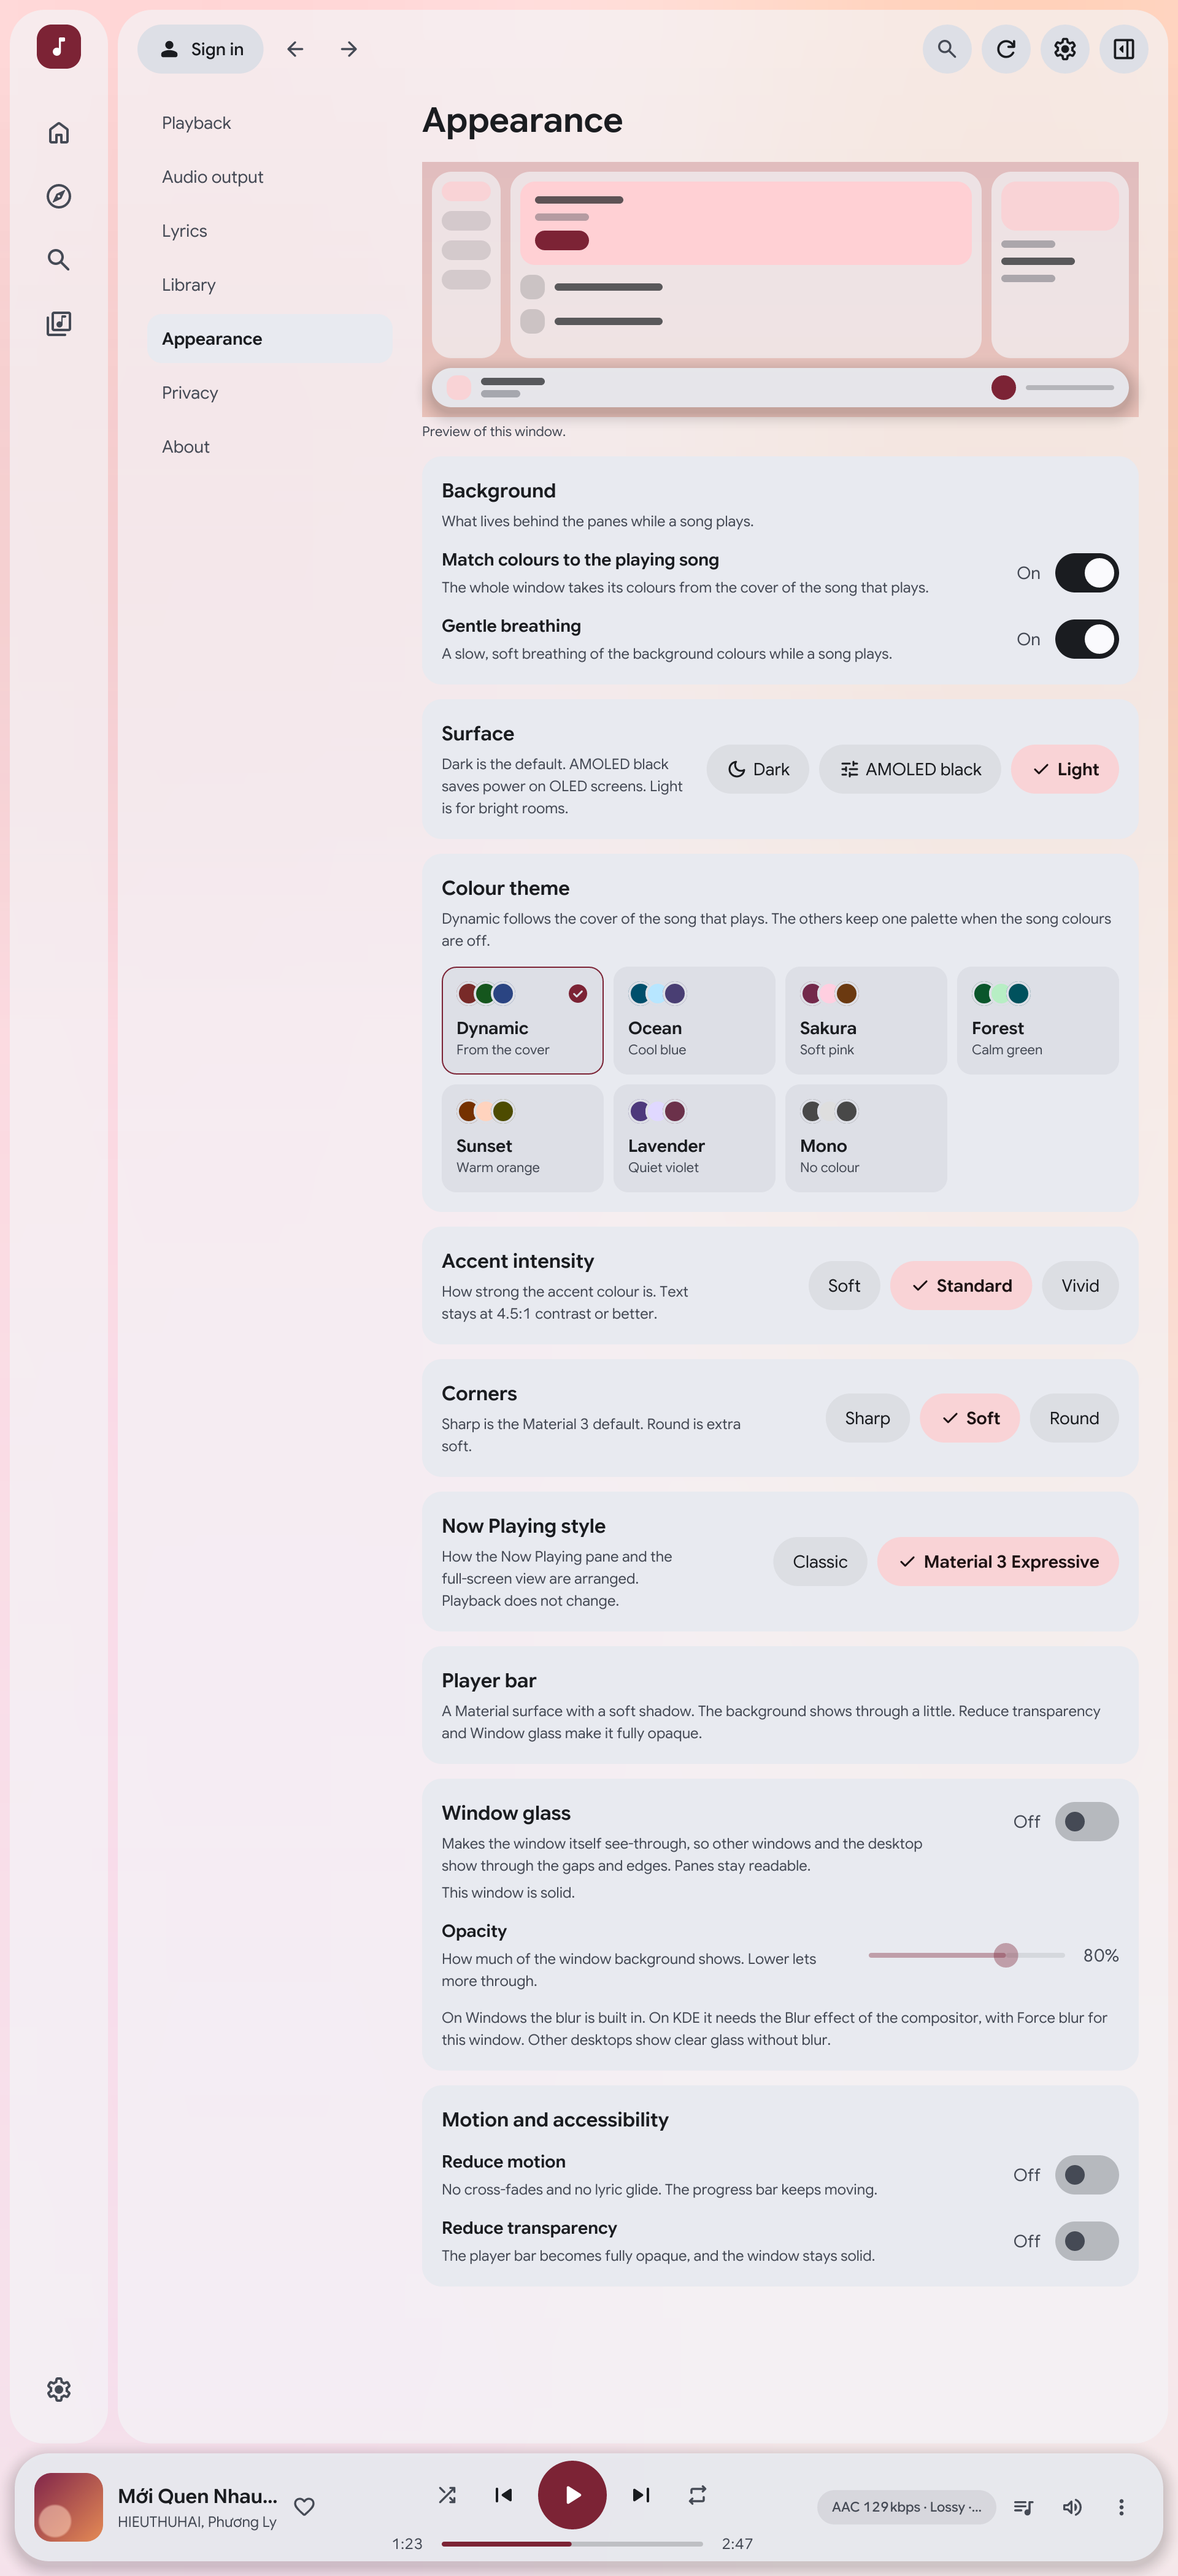 Sign in
Playback
Audio output
Lyrics
Library
Appearance
Privacy
About
Appearance
Preview of this window.
Background
What lives behind the panes while a song plays.
Match colours to the playing song
The whole window takes its colours from the cover of the song that plays.
On
Gentle breathing
A slow, soft breathing of the background colours while a song plays.
On
Surface
Dark is the default. AMOLED black
saves power on OLED screens. Light
is for bright rooms.
Dark
AMOLED black
Light
Colour theme
Dynamic follows the cover of the song that plays. The others keep one palette when the song colours
are off.
Dynamic
From the cover
Ocean
Cool blue
Sakura
Soft pink
Forest
Calm green
Sunset
Warm orange
Lavender
Quiet violet
Mono
No colour
Accent intensity
How strong the accent colour is. Text
stays at 4.5:1 contrast or better.
Soft
Standard
Vivid
Corners
Sharp is the Material 3 default. Round is extra
soft.
Sharp
Soft
Round
Now Playing style
How the Now Playing pane and the
full-screen view are arranged.
Playback does not change.
Classic
Material 3 Expressive
Player bar
A Material surface with a soft shadow. The background shows through a little. Reduce transparency
and Window glass make it fully opaque.
Window glass
Makes the window itself see-through, so other windows and the desktop
show through the gaps and edges. Panes stay readable.
This window is solid.
Off
Opacity
How much of the window background shows. Lower lets
more through.
80%
On Windows the blur is built in. On KDE it needs the Blur effect of the compositor, with Force blur for
this window. Other desktops show clear glass without blur.
Motion and accessibility
Reduce motion
No cross-fades and no lyric glide. The progress bar keeps moving.
Off
Reduce transparency
The player bar becomes fully opaque, and the window stays solid.
Off
Mới Quen Nhau...
HIEUTHUHAI, Phương Ly
1:23
2:47
AAC 129 kbps · Lossy ·...